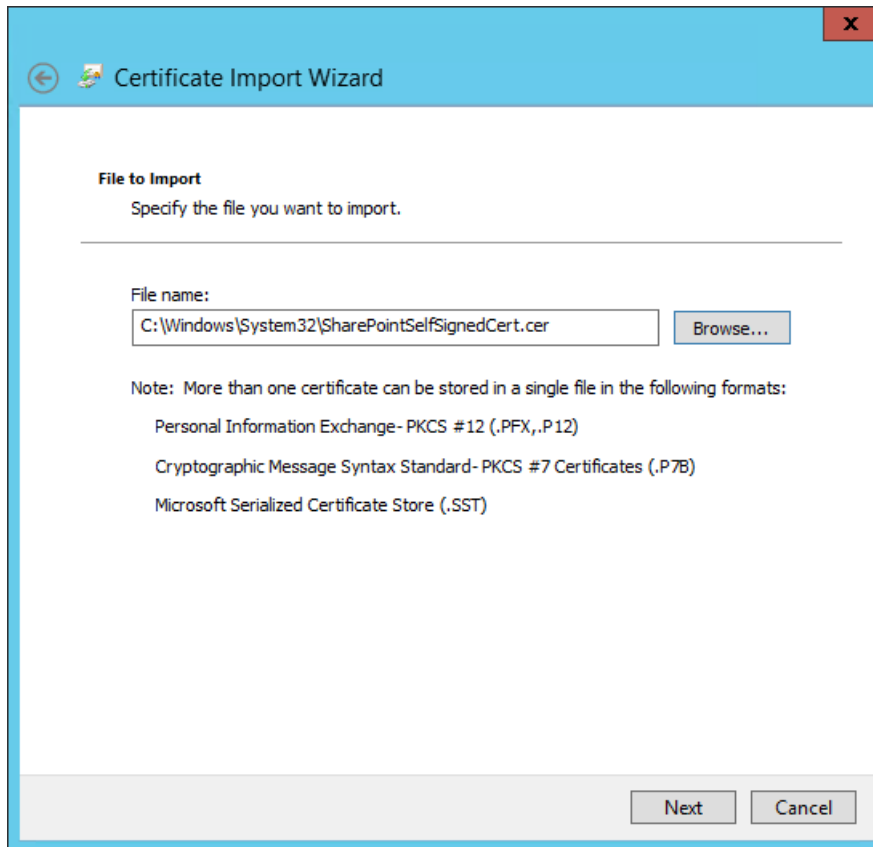 x
Certificate Import Wizard
File to Import
Specify the file you want to import.
File name:
C:\Windows\System32\SharePointSelfSignedCert.cer
Browse...
Note: More than one certificate can be stored in a single file in the following formats:
Personal Information Exchange- PKCS #12 (.PFX,.P12)
Cryptographic Message Syntax Standard- PKCS #7 Certificates (.P7B)
Microsoft Serialized Certificate Store (.SST)
Next
Cancel